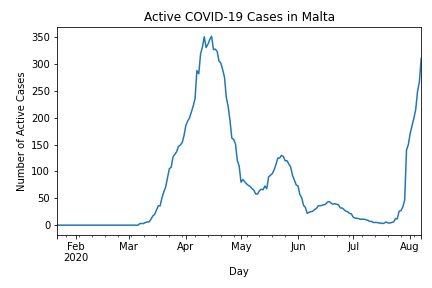 Active COVID-19 Cases in Malta
Number of Active Cases
350
300
250
200
150
100
50
0
Feb Mar Apr May Jun Jul Aug
2020
Day